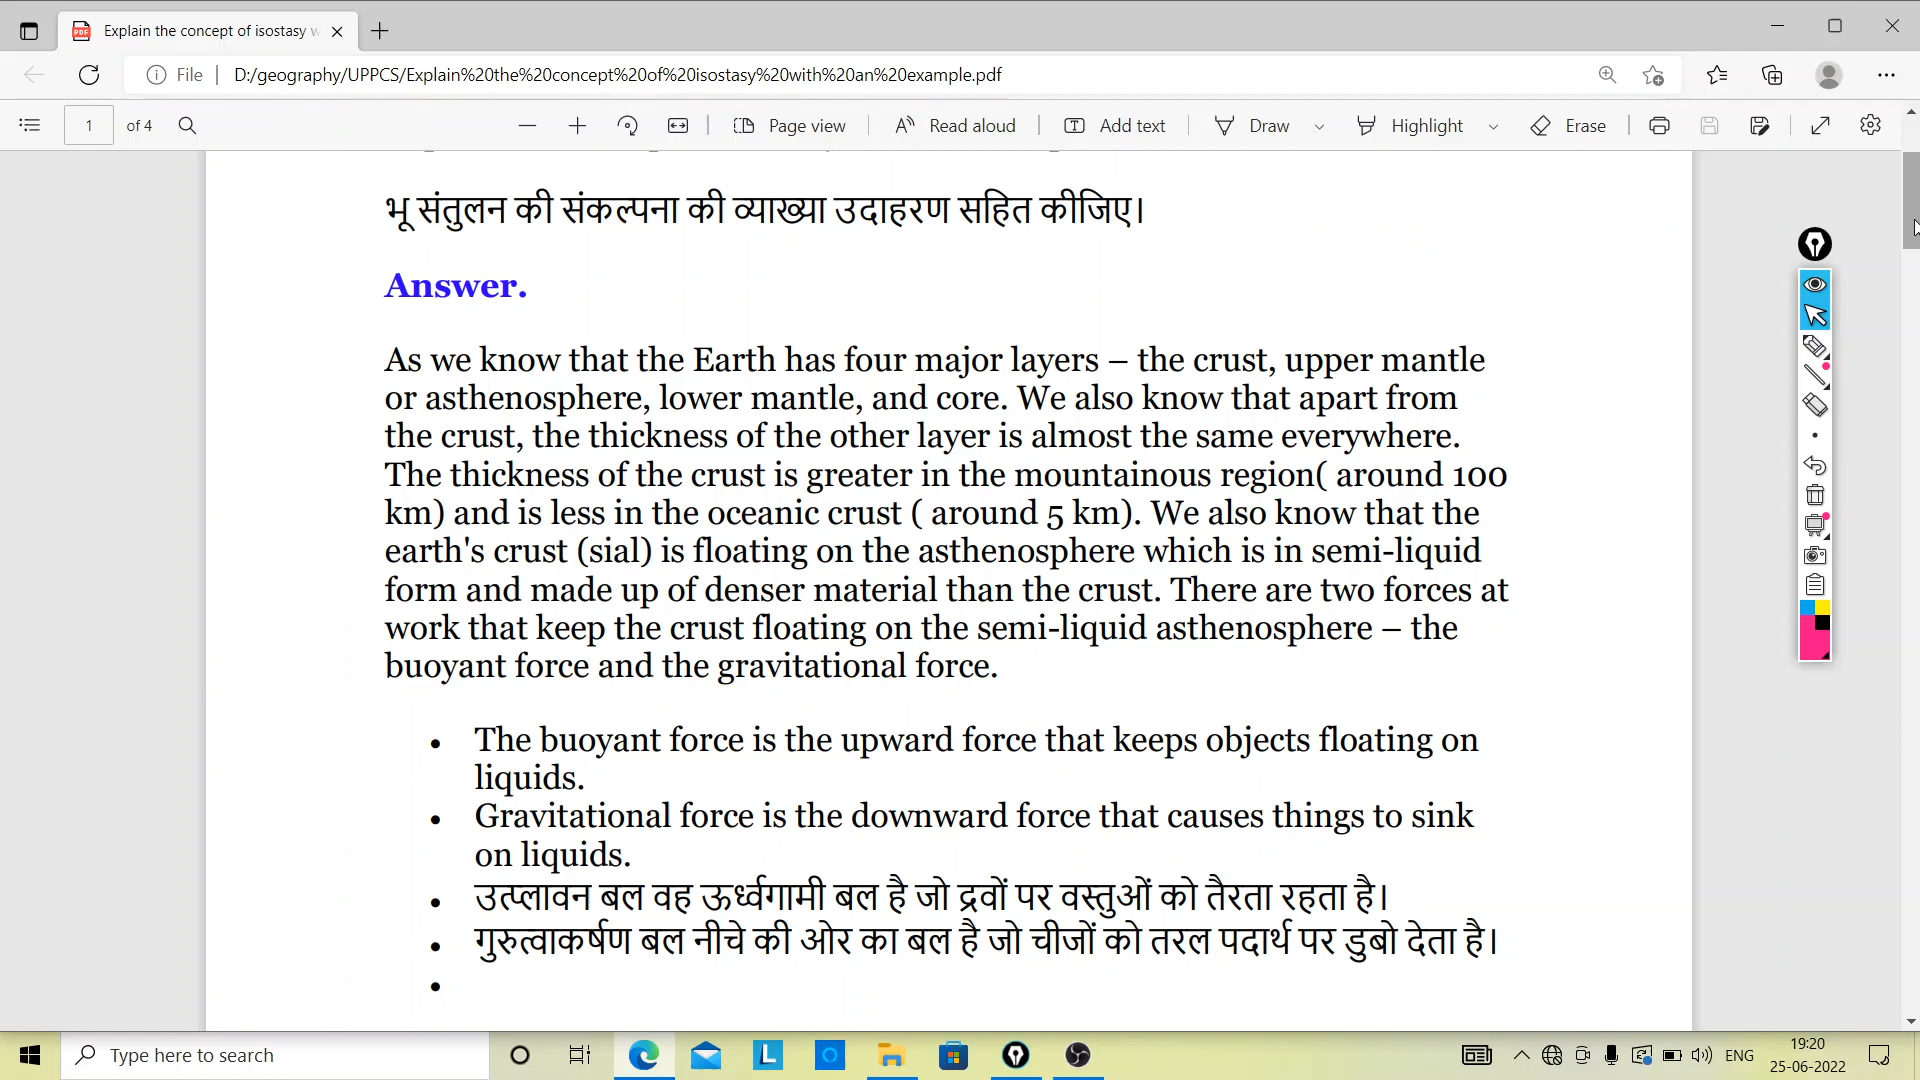 Explain the concept of isostasy w
File
D:/geography/UPPCS/Explain%20the%20concept%20of%20isostasy%20with%20an%20example.pdf
1 of 4
Page view
Read aloud
Add text
Draw
Highlight
Erase
भू संतुलन की संकल्पना की व्याख्या उदाहरण सहित कीजिए।
Answer.
As we know that the Earth has four major layers – the crust, upper mantle
or asthenosphere, lower mantle, and core. We also know that apart from
the crust, the thickness of the other layer is almost the same everywhere.
The thickness of the crust is greater in the mountainous region( around 100
km) and is less in the oceanic crust ( around 5 km). We also know that the
earth's crust (sial) is floating on the asthenosphere which is in semi-liquid
form and made up of denser material than the crust. There are two forces at
work that keep the crust floating on the semi-liquid asthenosphere – the
buoyant force and the gravitational force.
• The buoyant force is the upward force that keeps objects floating on
liquids.
• Gravitational force is the downward force that causes things to sink
on liquids.
• उत्प्लावन बल वह ऊर्ध्वगामी बल है जो द्रवों पर वस्तुओं को तैरता रहता है।
• गुरुत्वाकर्षण बल नीचे की ओर का बल है जो चीजों को तरल पदार्थ पर डुबो देता है।
•
Type here to search
ENG
19:20
25-06-2022